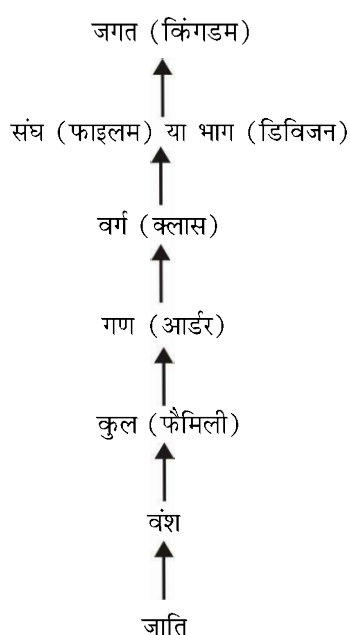 जगत (किंगडम)
संघ (फाइलम) या भाग (डिविजन)
वर्ग (क्लास)
गण (आर्डर)
कुल (फैमिली)
वंश
जाति